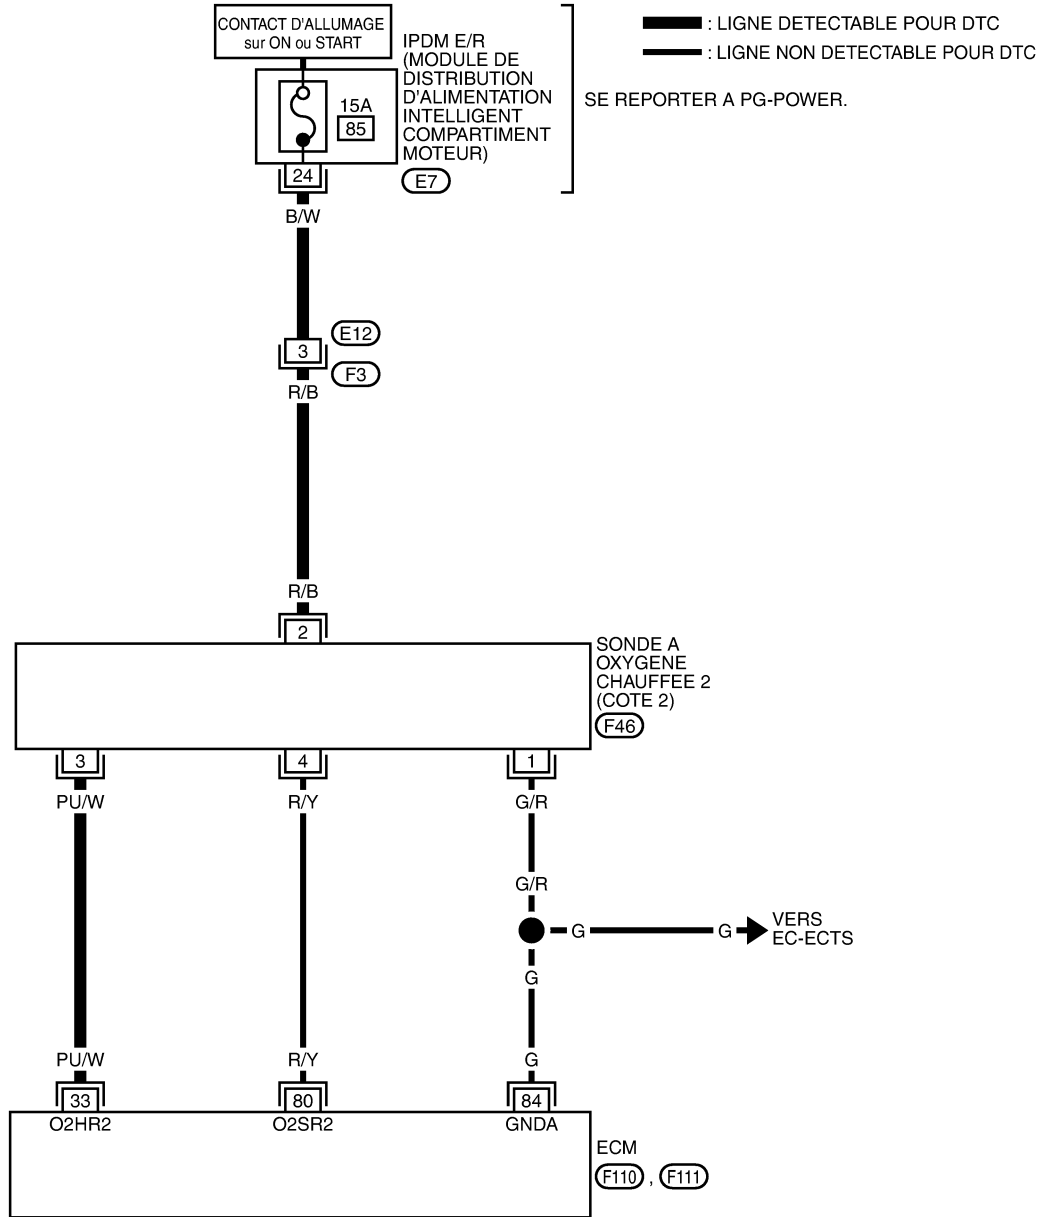 CONTACT D'ALLUMAGE
sur ON ou START
: LIGNE DETECTABLE POUR DTC
: LIGNE NON DETECTABLE POUR DTC
IPDM E/R
(MODULE DE
DISTRIBUTION
D'ALIMENTATION
INTELLIGENT
COMPARTIMENT
MOTEUR)
E7
SE REPORTER A PG-POWER.
15A
85
24
B/W
E12
3
F3
R/B
R/B
2
SONDE A
OXYGENE
CHAUFFEE 2
(COTE 2)
F46
3
4
1
PU/W
R/Y
G/R
G/R
G
G
VERS
EC-ECTS
G
PU/W
R/Y
G
33
80
84
O2HR2
O2SR2
GNDA
ECM
F110 , F111